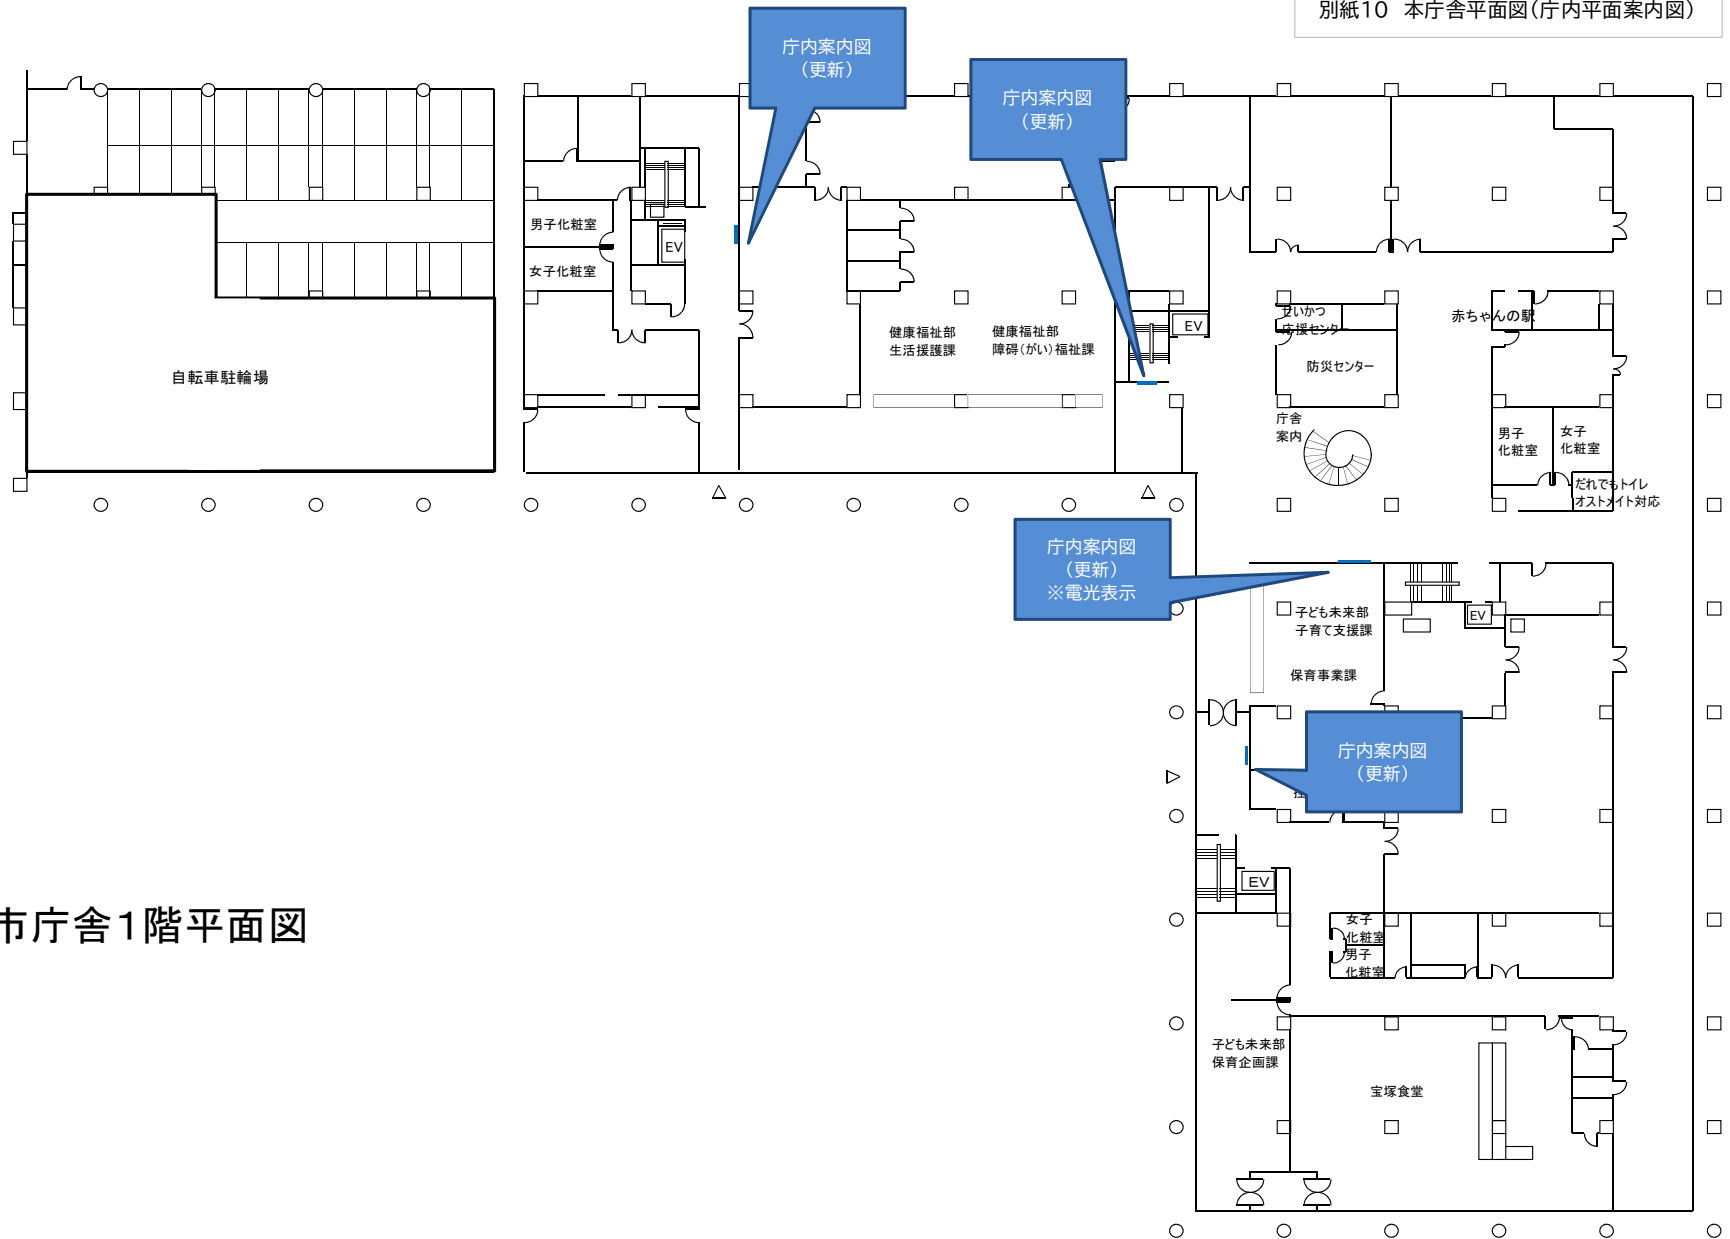 別紙10 本庁舎平面図(庁内平面案内図)
庁内案内図
(更新)
庁内案内図
(更新)
男子化粧室
女子化粧室
EV
健康福祉部
生活援護課
健康福祉部
障碍(がい)福祉課
EV
せいかつ
応援センター
防災センター
赤ちゃんの駅
自転車駐輪場
庁舎
案内
男子
化粧室
女子
化粧室
だれでもトイレ
オストメイト対応
庁内案内図
(更新)
※電光表示
子ども未来部
子育て支援課
保育事業課
EV
庁内案内図
(更新)
EV
市庁舎1階平面図
女子
化粧室
男子
化粧室
子ども未来部
保育企画課
宝塚食堂